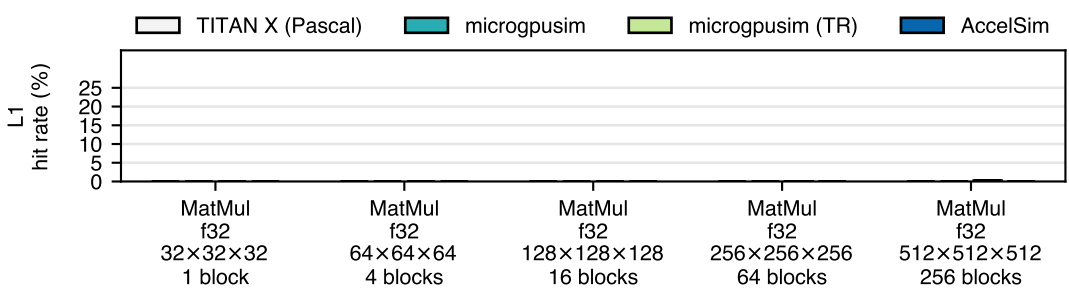 TITAN X (Pascal) microgpusim microgpusim (TR) AccelSim
L1
hit rate (%)
25
20
15
10
5
0
MatMul MatMul MatMul MatMul MatMul
f32 f32 f32 f32 f32
32×32×32 64×64×64 128×128×128 256×256×256 512×512×512
1 block 4 blocks 16 blocks 64 blocks 256 blocks